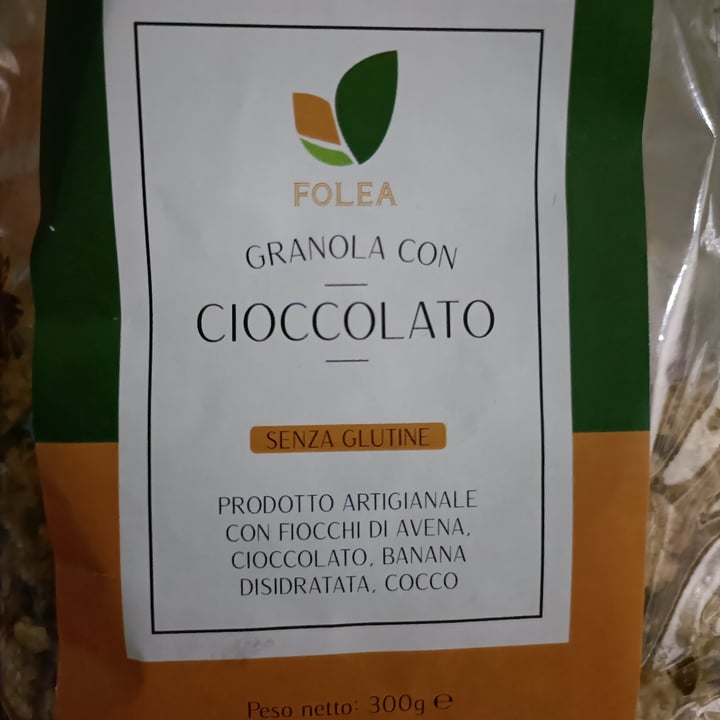 FOLEA
GRANOLA CON
CIOCCOLATO
SENZA GLUTINE
PRODOTTO ARTIGIANALE
CON FIOCCHI DI AVENA,
CIOCCOLATO, BANANA
DISIDRATATA, COCCO
Peso netto: 300g ℮